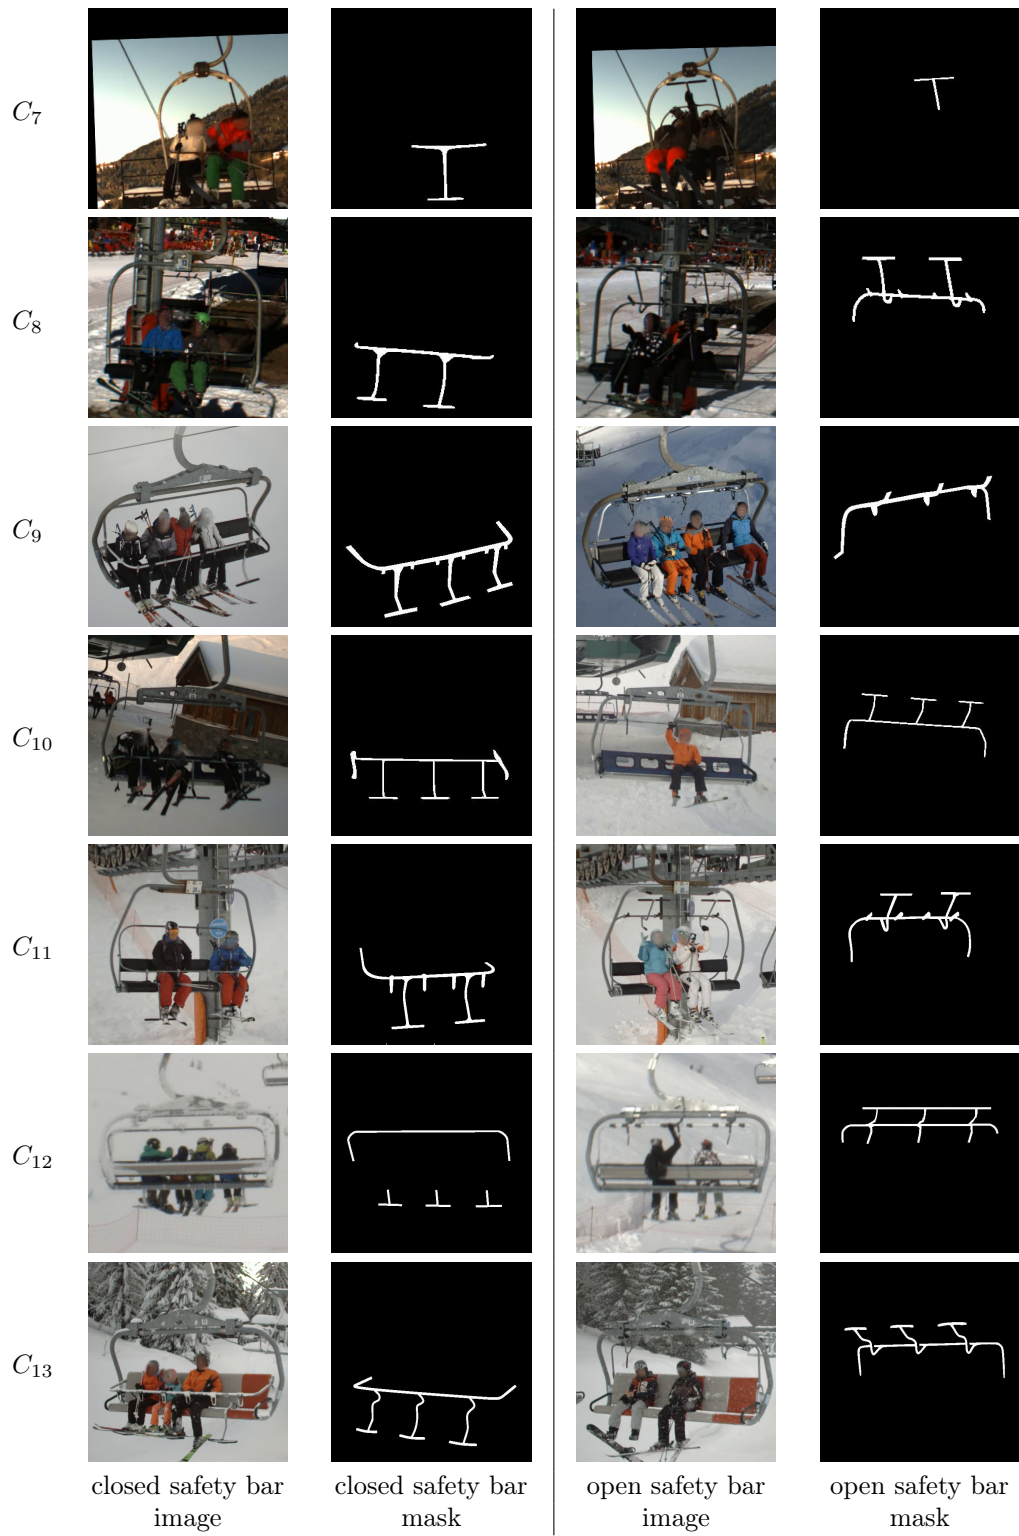 C₇
C₈
C₉
C₁₀
C₁₁
C₁₂
C₁₃
closed safety bar image
closed safety bar mask
open safety bar image
open safety bar mask